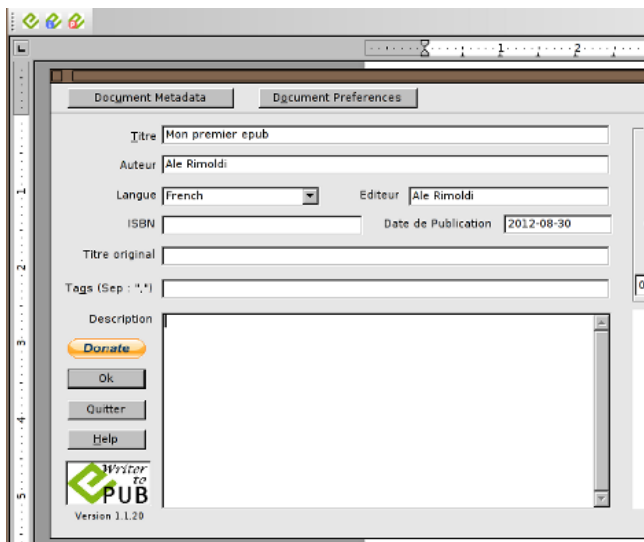 1 2
Document Metadata Document Preferences
Titre Mon premier epub
Auteur Ale Rimoldi
Langue French Editeur Ale Rimoldi
ISBN Date de Publication 2012-08-30
Titre original
Tags (Sep : ",")
Description
Donate
Ok
Quitter
Help
Writer
to
EPUB
Version 1.1.20
1
2
3
4
5
0